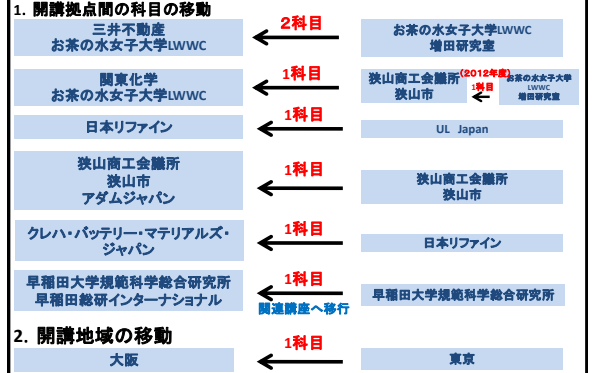 1. 開講拠点間の科目の移動
三井不動産
お茶の水女子大学LWWC
2科目
お茶の水女子大学LWWC
増田研究室
関東化学
お茶の水女子大学LWWC
1科目
狭山商工会議所
狭山市
(2012年度)
1科目
お茶の水女子大学
LWWC
増田研究室
日本リファイン
1科目
UL Japan
狭山商工会議所
狭山市
アダムジャパン
1科目
狭山商工会議所
狭山市
クレハ・バッテリー・マテリアルズ・
ジャパン
1科目
日本リファイン
早稲田大学規範科学総合研究所
早稲田総研インターナショナル
1科目
関連講座へ移行
早稲田大学規範科学総合研究所
2. 開講地域の移動
大阪
1科目
東京